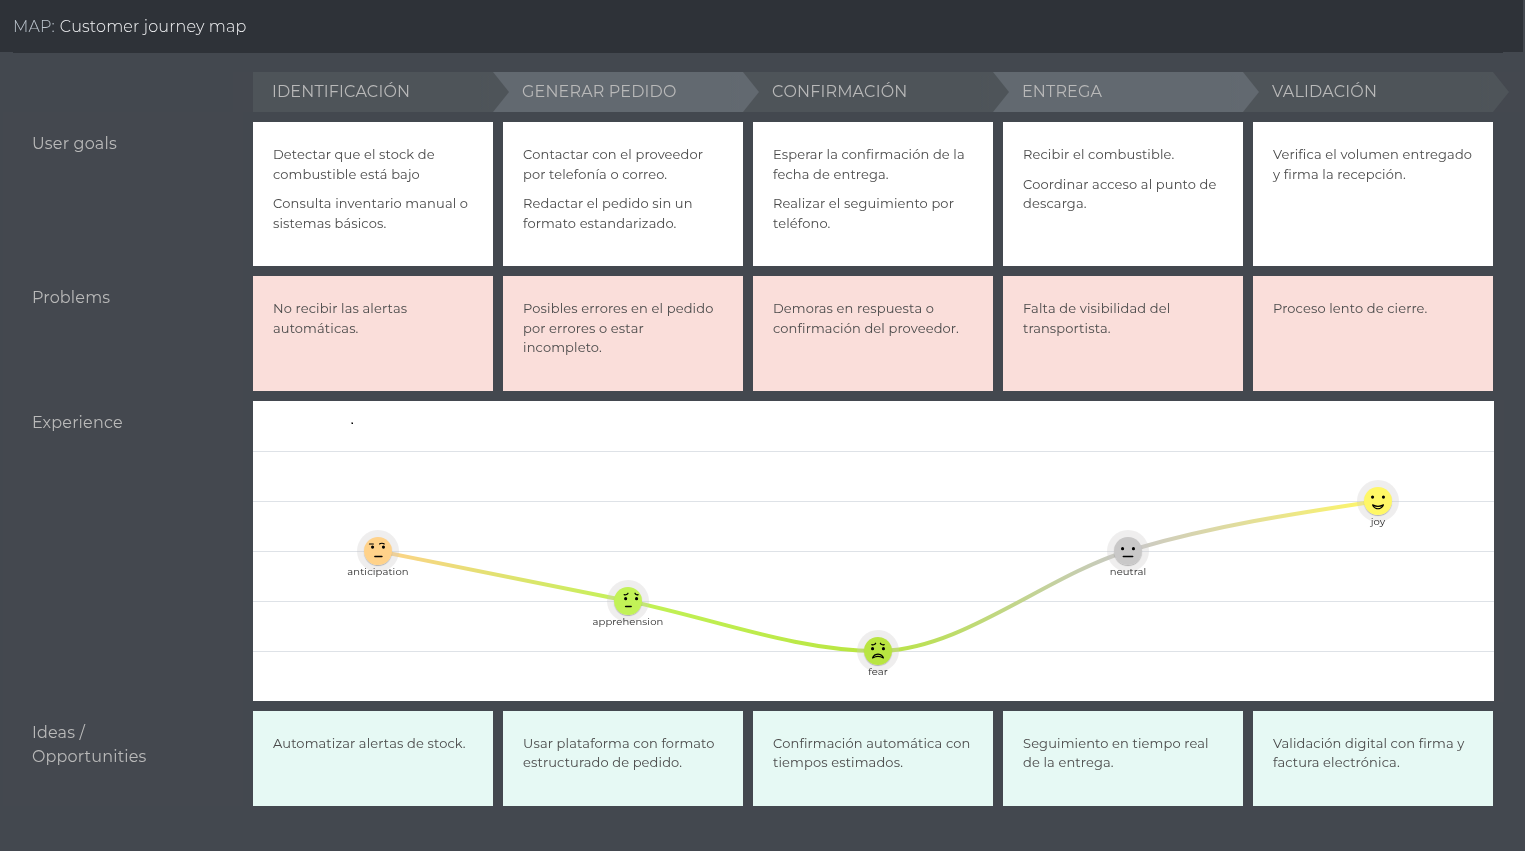 MAP: Customer journey map
IDENTIFICACIÓN
GENERAR PEDIDO
CONFIRMACIÓN
ENTREGA
VALIDACIÓN
User goals
Detectar que el stock de
combustible está bajo
Consulta inventario manual o
sistemas básicos.
Contactar con el proveedor
por telefonía o correo.
Redactar el pedido sin un
formato estandarizado.
Esperar la confirmación de la
fecha de entrega.
Realizar el seguimiento por
teléfono.
Recibir el combustible.
Coordinar acceso al punto de
descarga.
Verifica el volumen entregado
y firma la recepción.
Problems
No recibir las alertas
automáticas.
Posibles errores en el pedido
por errores o estar
incompleto.
Demoras en respuesta o
confirmación del proveedor.
Falta de visibilidad del
transportista.
Proceso lento de cierre.
Experience
.
anticipation
apprehension
fear
neutral
joy
Ideas /
Opportunities
Automatizar alertas de stock.
Usar plataforma con formato
estructurado de pedido.
Confirmación automática con
tiempos estimados.
Seguimiento en tiempo real
de la entrega.
Validación digital con firma y
factura electrónica.